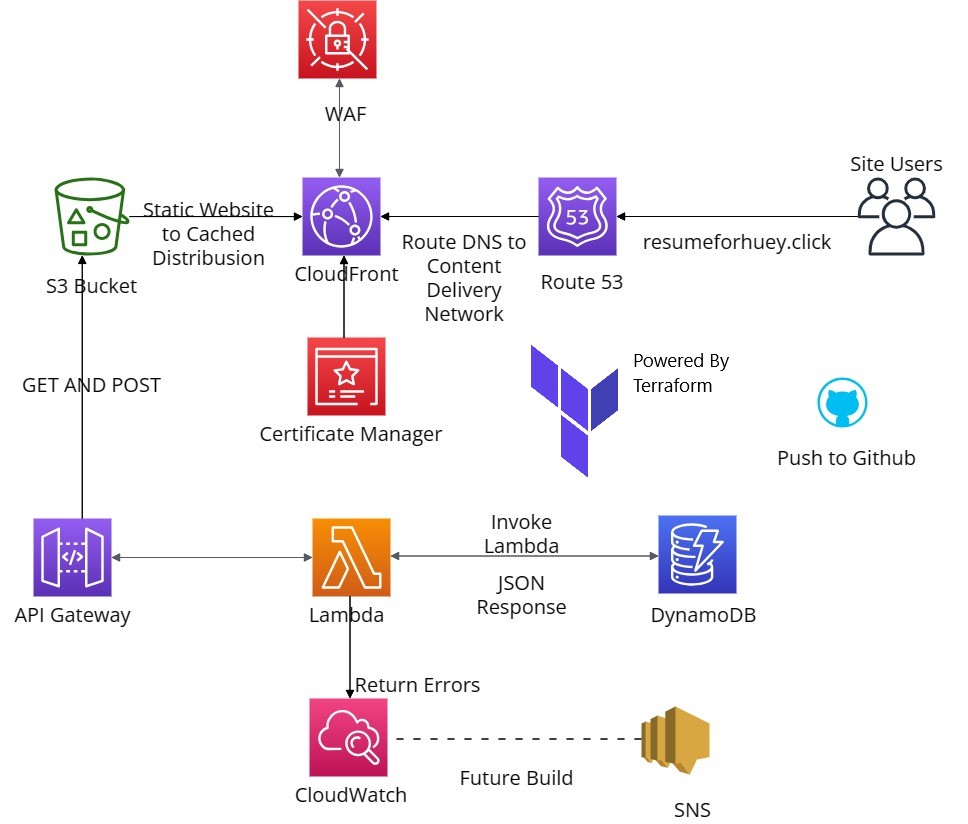 WAF
Site Users
Static Website
to Cached
Distribusion
S3 Bucket
CloudFront
Route DNS to
Content
Delivery
Network
53
Route 53
resumeforhuey.click
GET AND POST
Certificate Manager
Powered By
Terraform
Push to Github
</>
API Gateway
Lambda
Invoke
Lambda
JSON
Response
DynamoDB
Return Errors
CloudWatch
Future Build
SNS